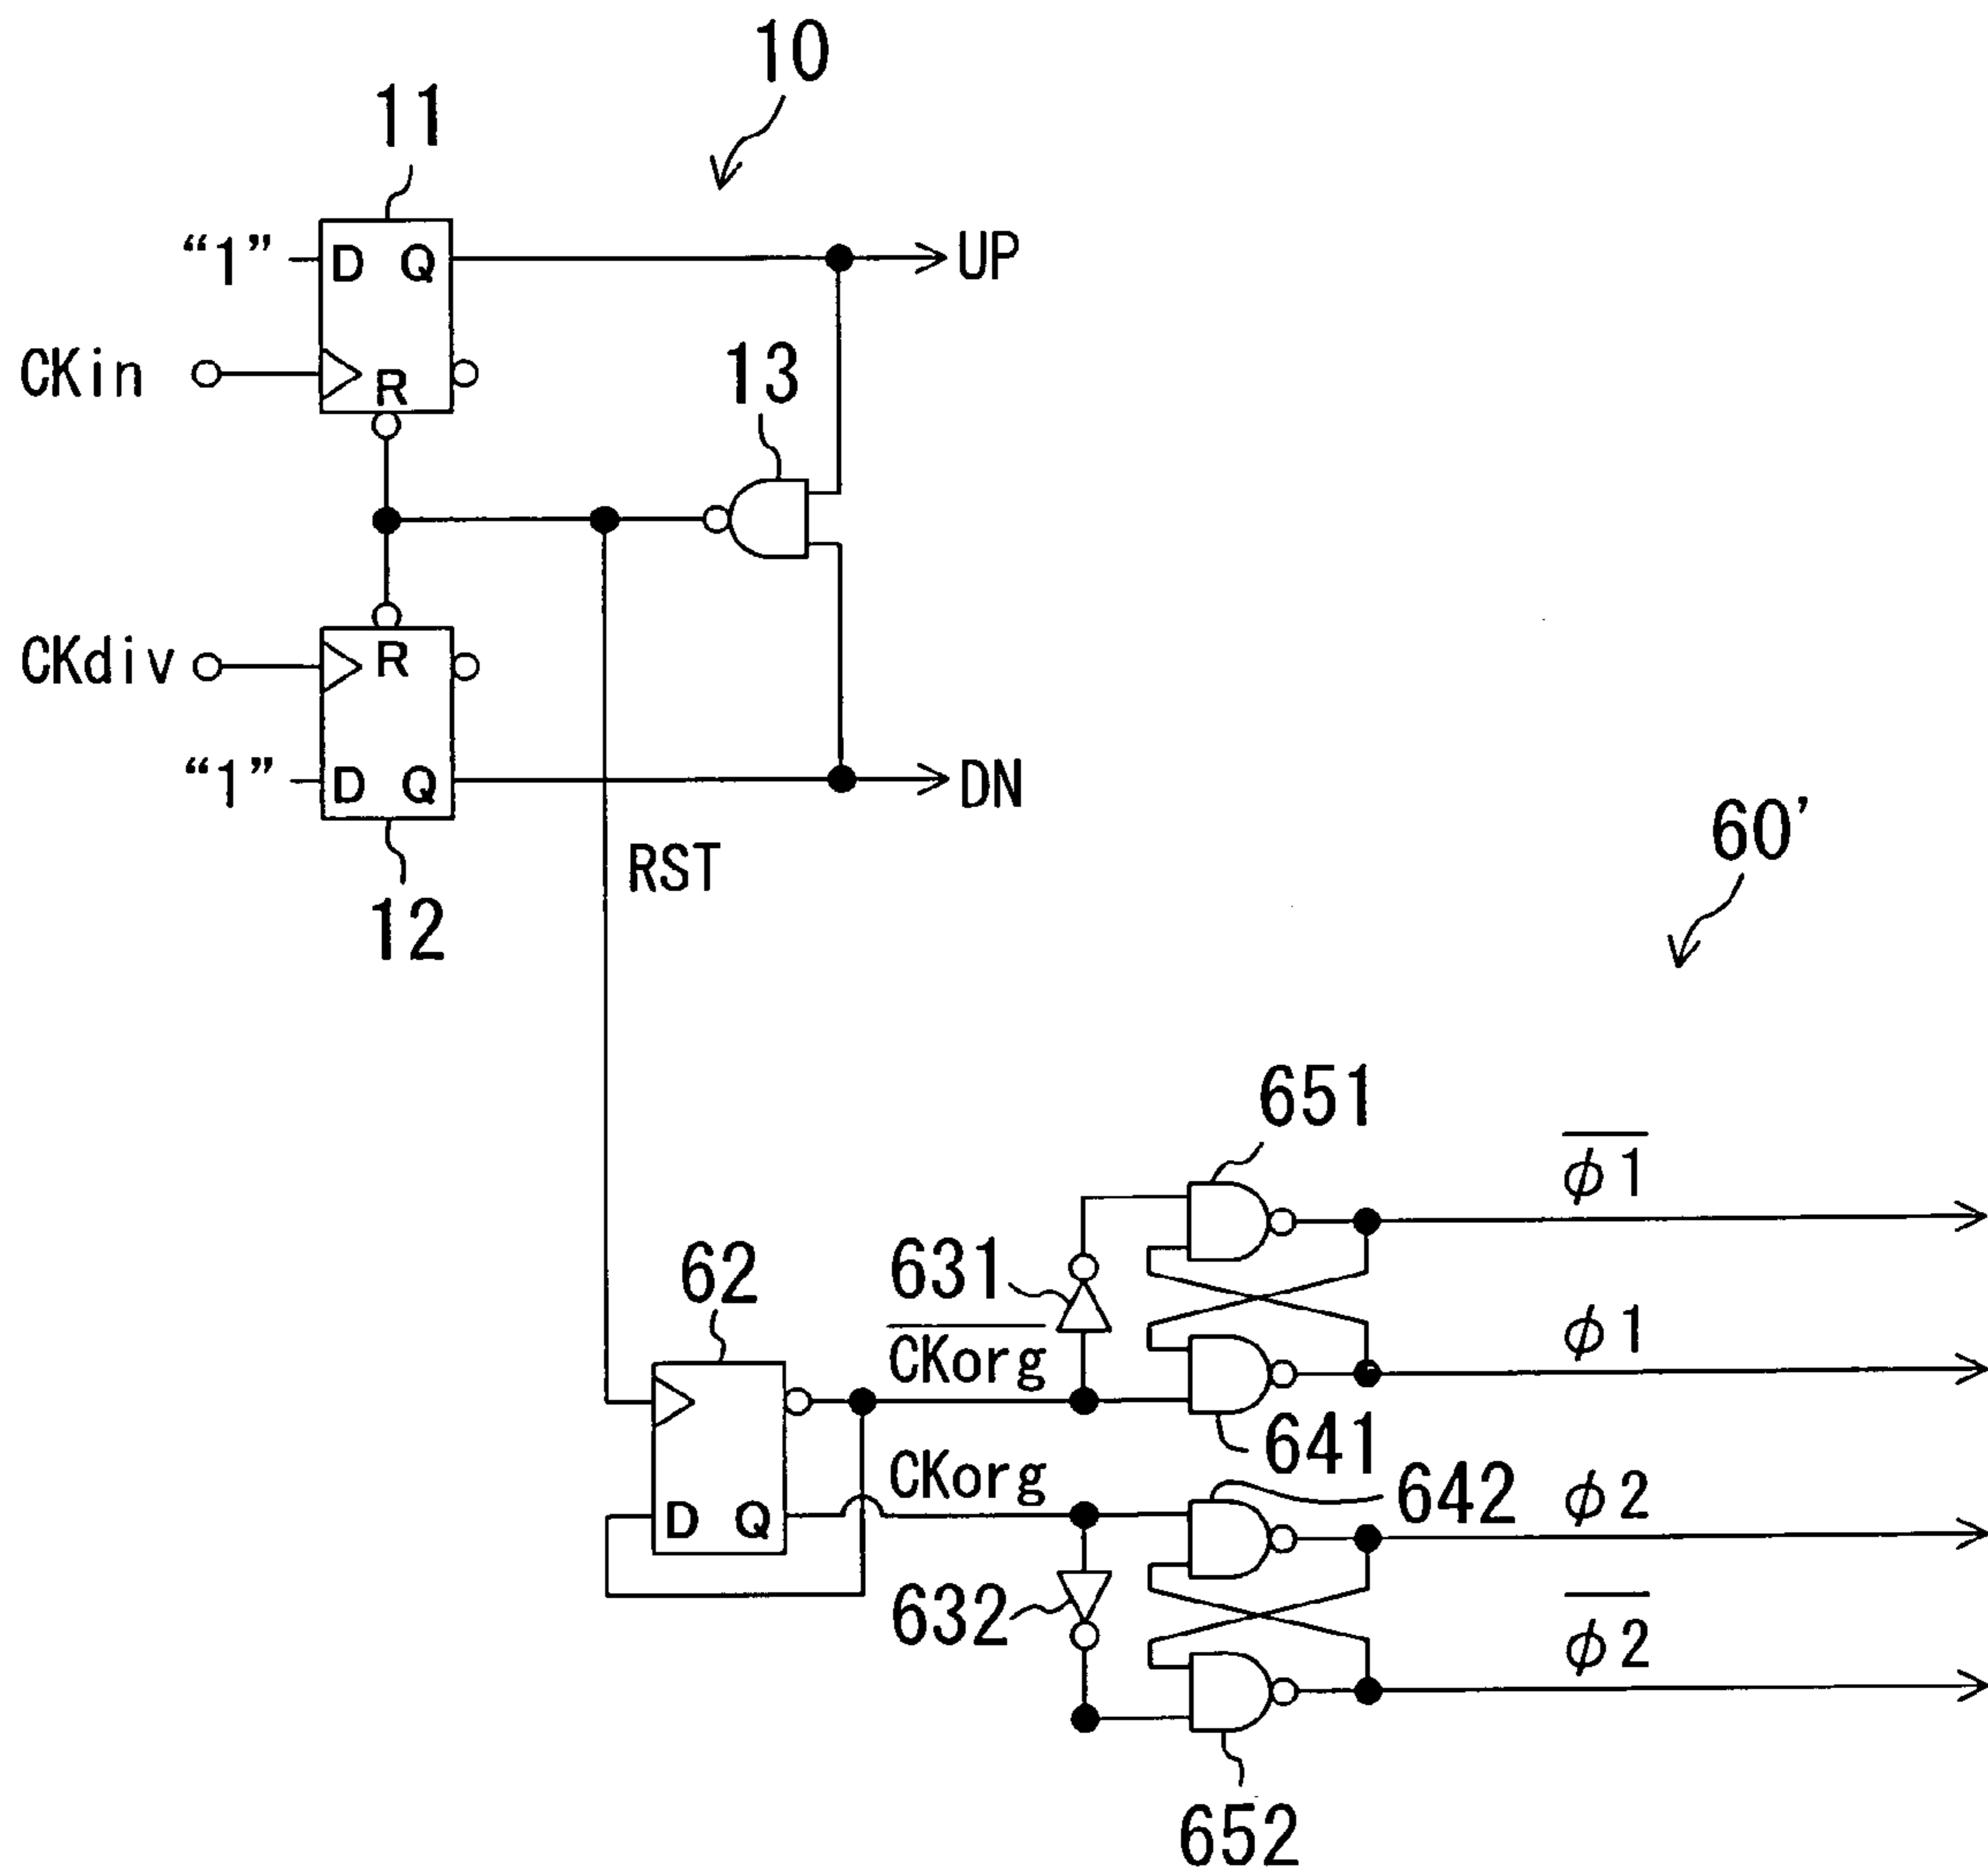 10
11
“1”
D Q
UP
CKin
R
13
CKdiv
R
“1”
D Q
DN
RST
12
60'
651
φ1
62
631
CKorg
φ1
641
CKorg
642
φ2
D Q
632
φ2
652